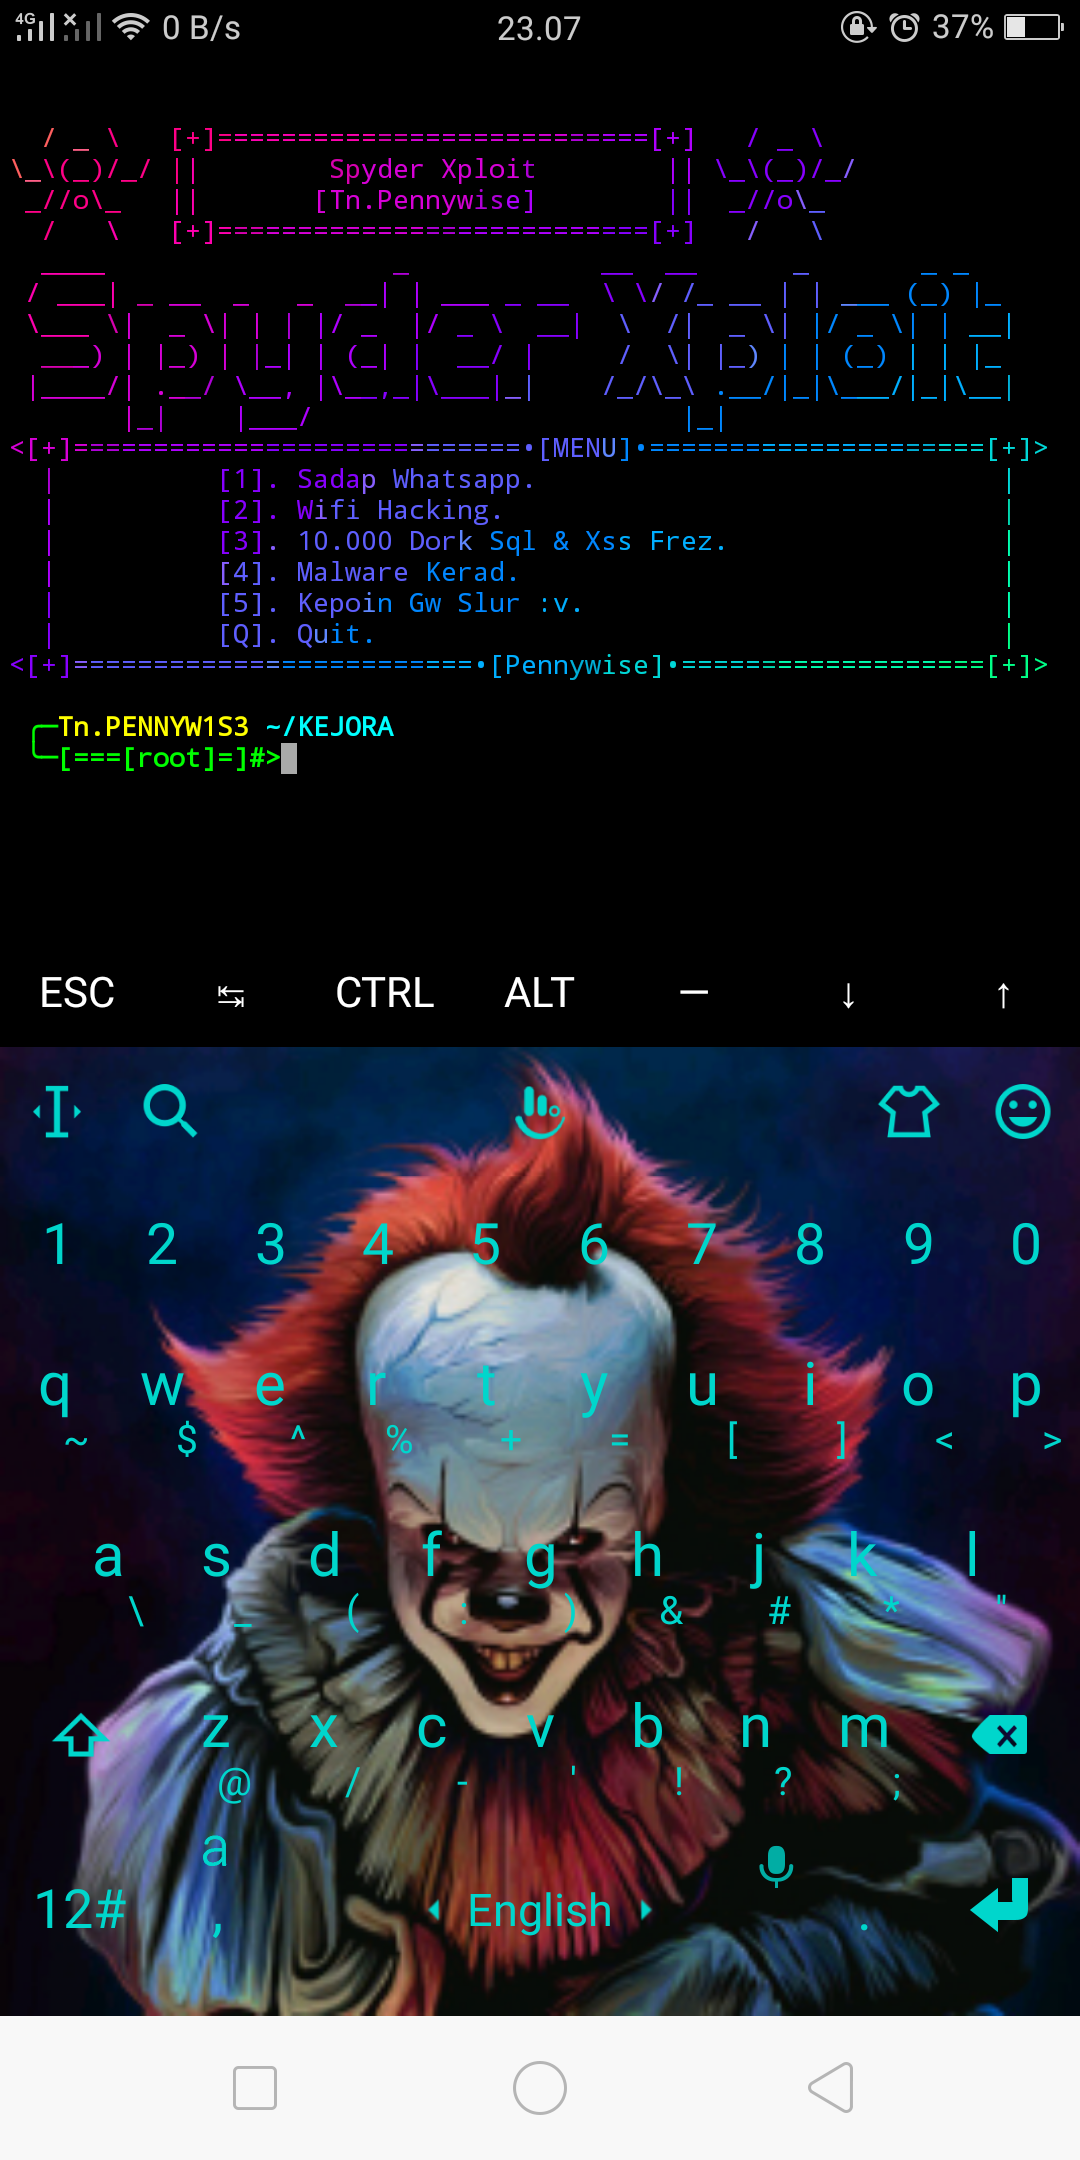 4G 0 B/s 23.07 37%
[+]===========================[+]
Spyder Xploit
[Tn.Pennywise]
[+]===========================[+]
Spyder Xploit
<[+]============================•[MENU]•=====================[+]>
[1]. Sadap Whatsapp.
[2]. Wifi Hacking.
[3]. 10.000 Dork Sql & Xss Frez.
[4]. Malware Kerad.
[5]. Kepoin Gw Slur :v.
[Q]. Quit.
<[+]=========================•[Pennywise]•===================[+]>
Tn.PENNYW1S3 ~/KEJORA
[===[root]=]#>
ESC ↹ CTRL ALT — ↓ ↑
1 2 3 4 5 6 7 8 9 0
q w e r t y u i o p
~ $ ^ % + = [ ] < >
a s d f g h j k l
\ _ ( : ) & # * "
z x c v b n m
@ / - ' ! ? ;
a
12# , English .